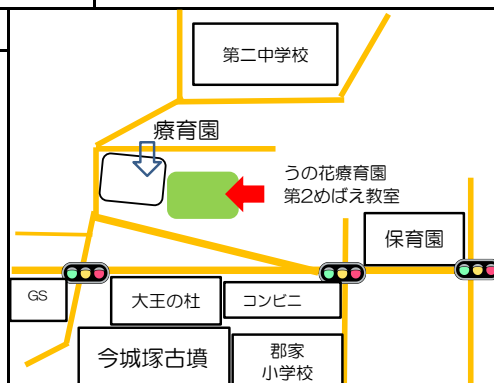 第二中学校
療育園
うの花療育園
第2めばえ教室
保育園
GS
大王の杜
コンビニ
今城塚古墳
郡家
小学校